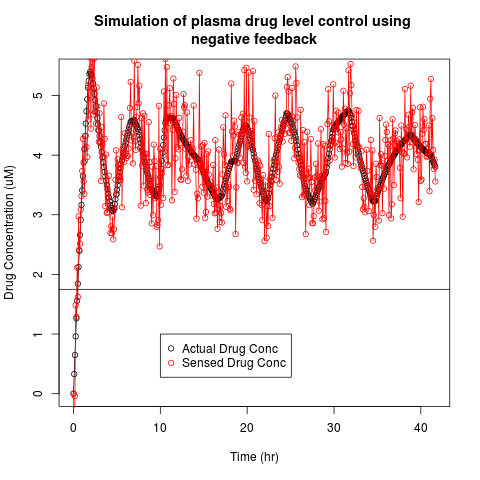 Simulation of plasma drug level control using
negative feedback
Drug Concentration (uM)
5
4
3
2
1
0
Actual Drug Conc
Sensed Drug Conc
0 10 20 30 40
Time (hr)